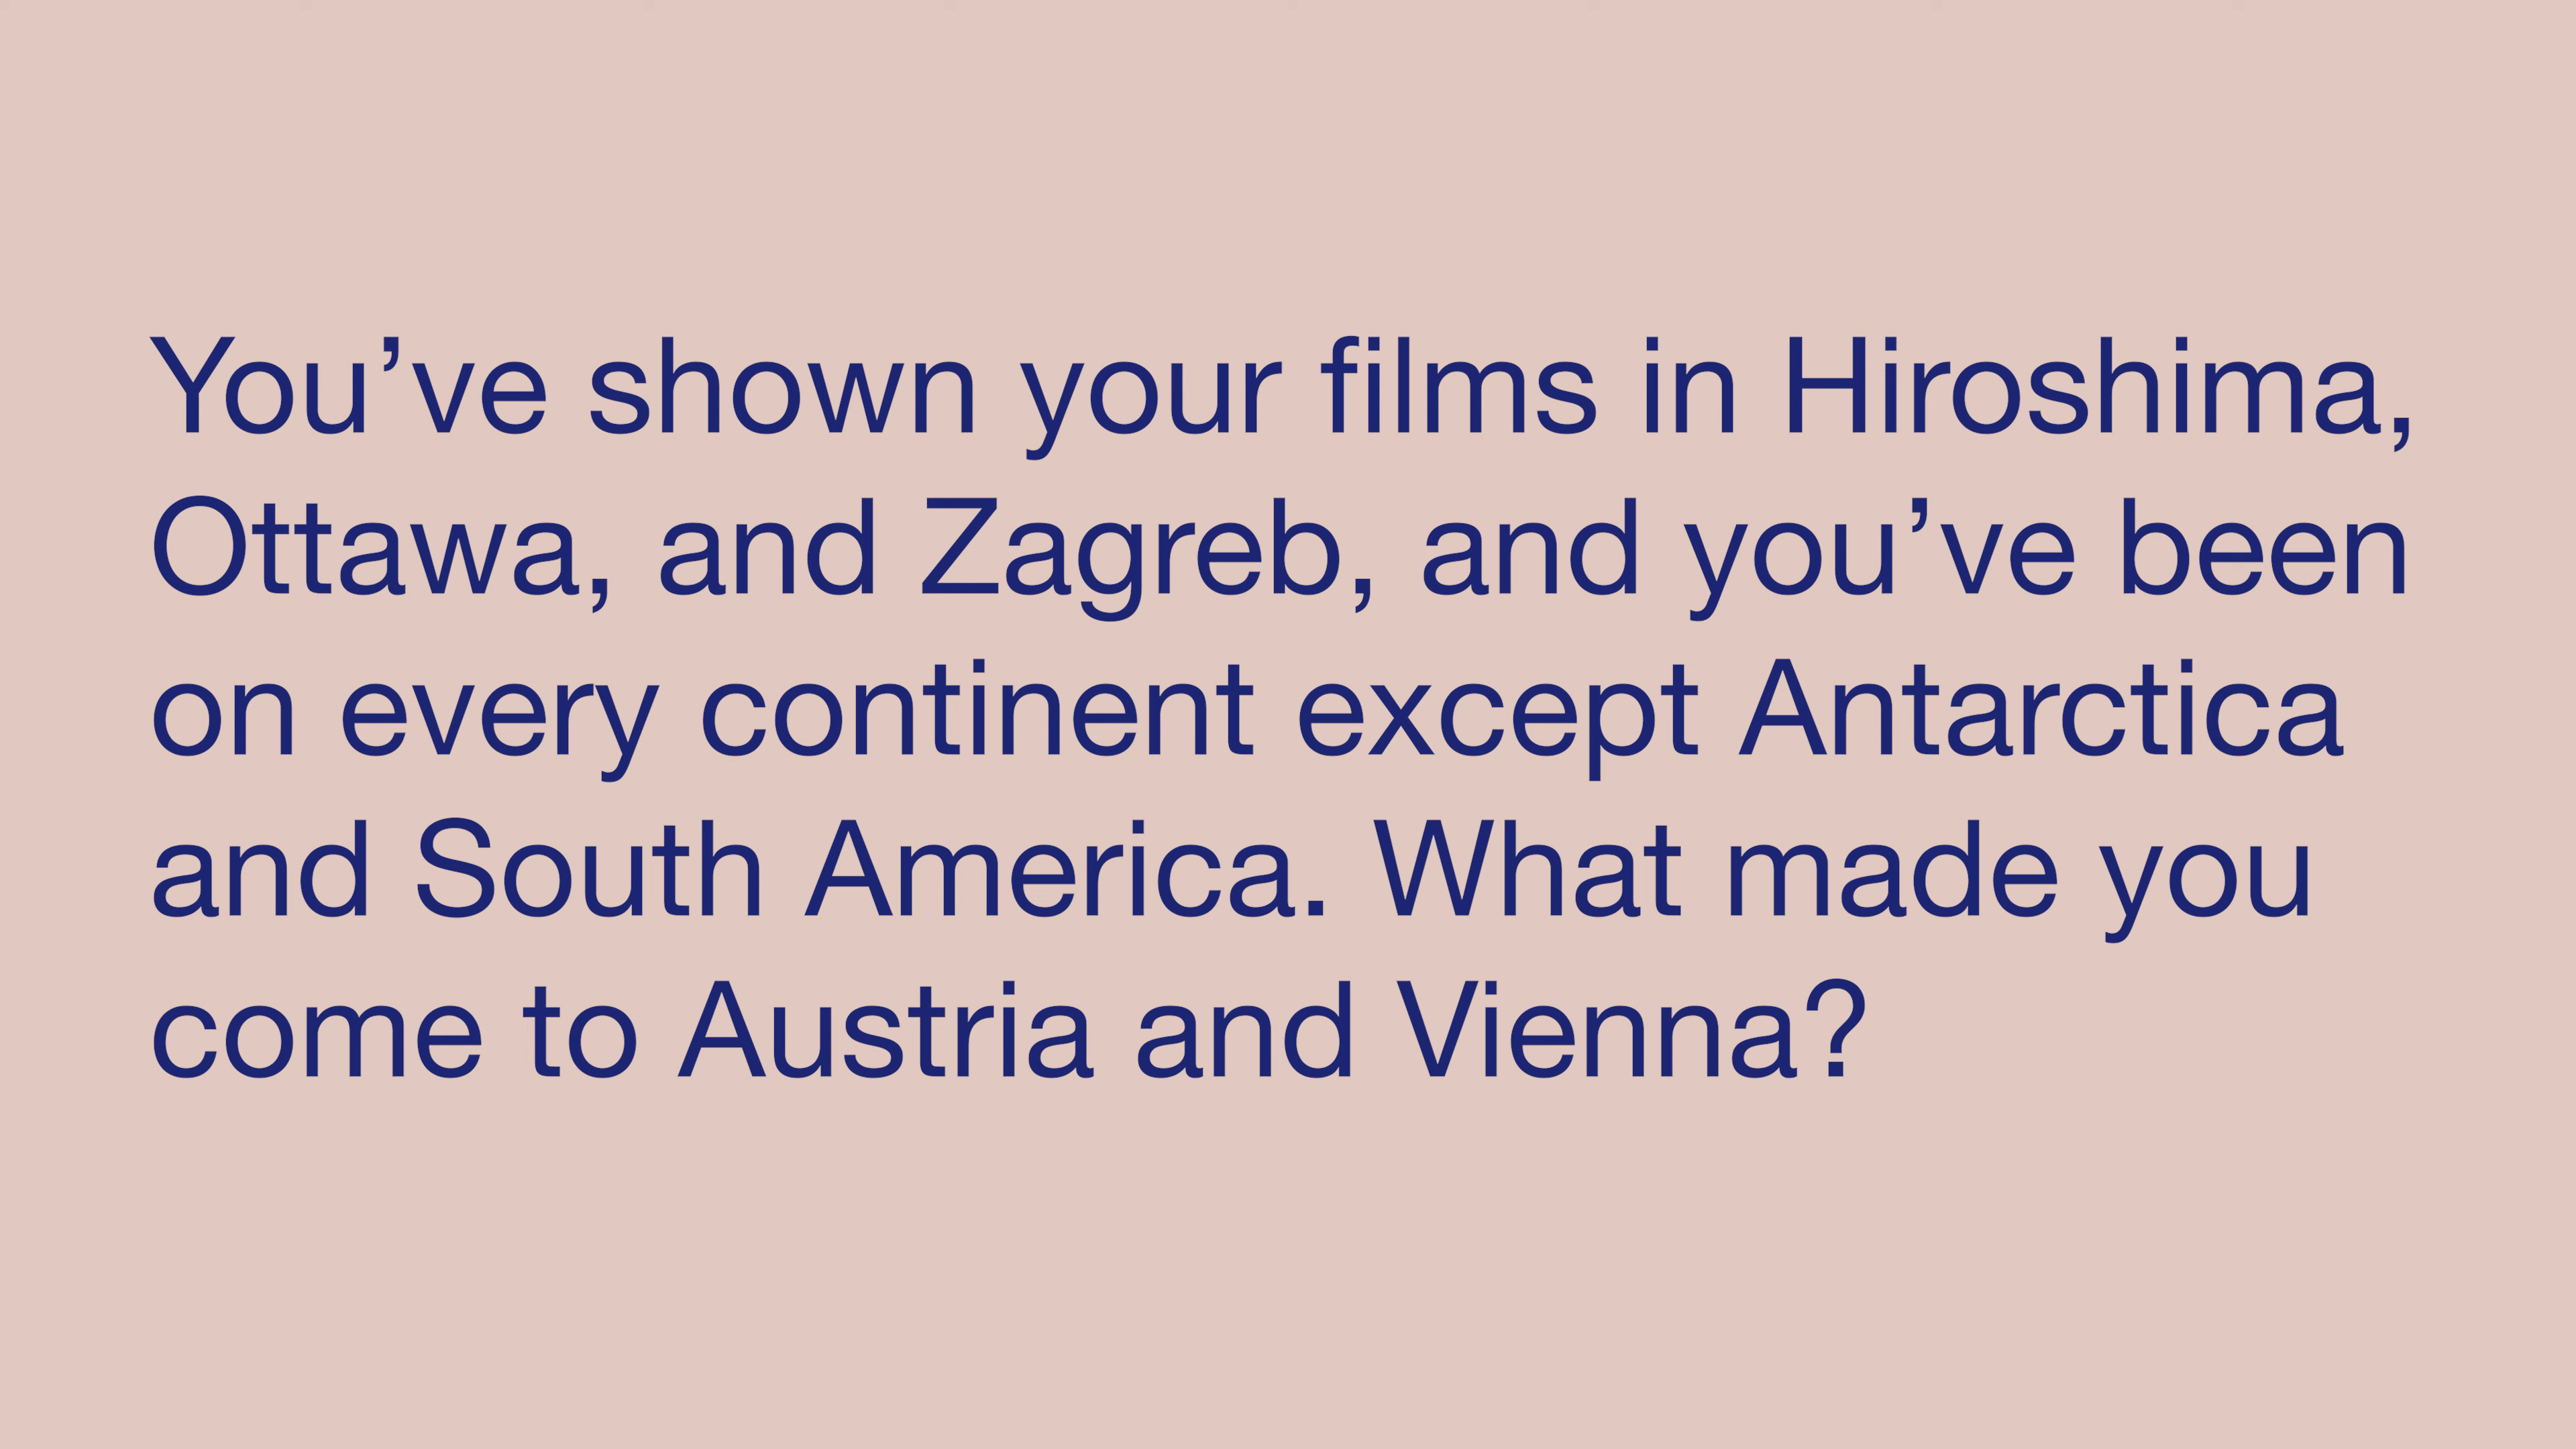 You’ve shown your films in Hiroshima,
Ottawa, and Zagreb, and you’ve been
on every continent except Antarctica
and South America. What made you
come to Austria and Vienna?